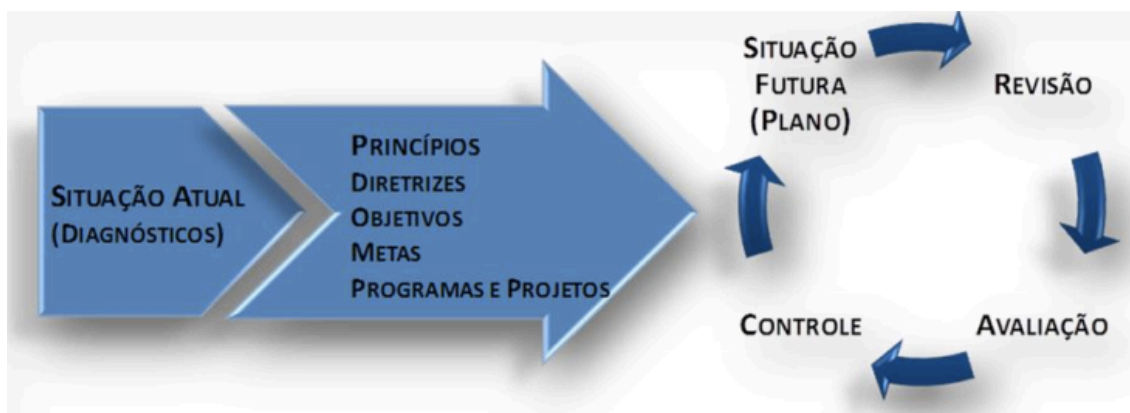 Situação Atual
(Diagnósticos)
Princípios
Diretrizes
Objetivos
Metas
Programas e Projetos
Situação
Futura
(Plano)
Revisão
Avaliação
Controle